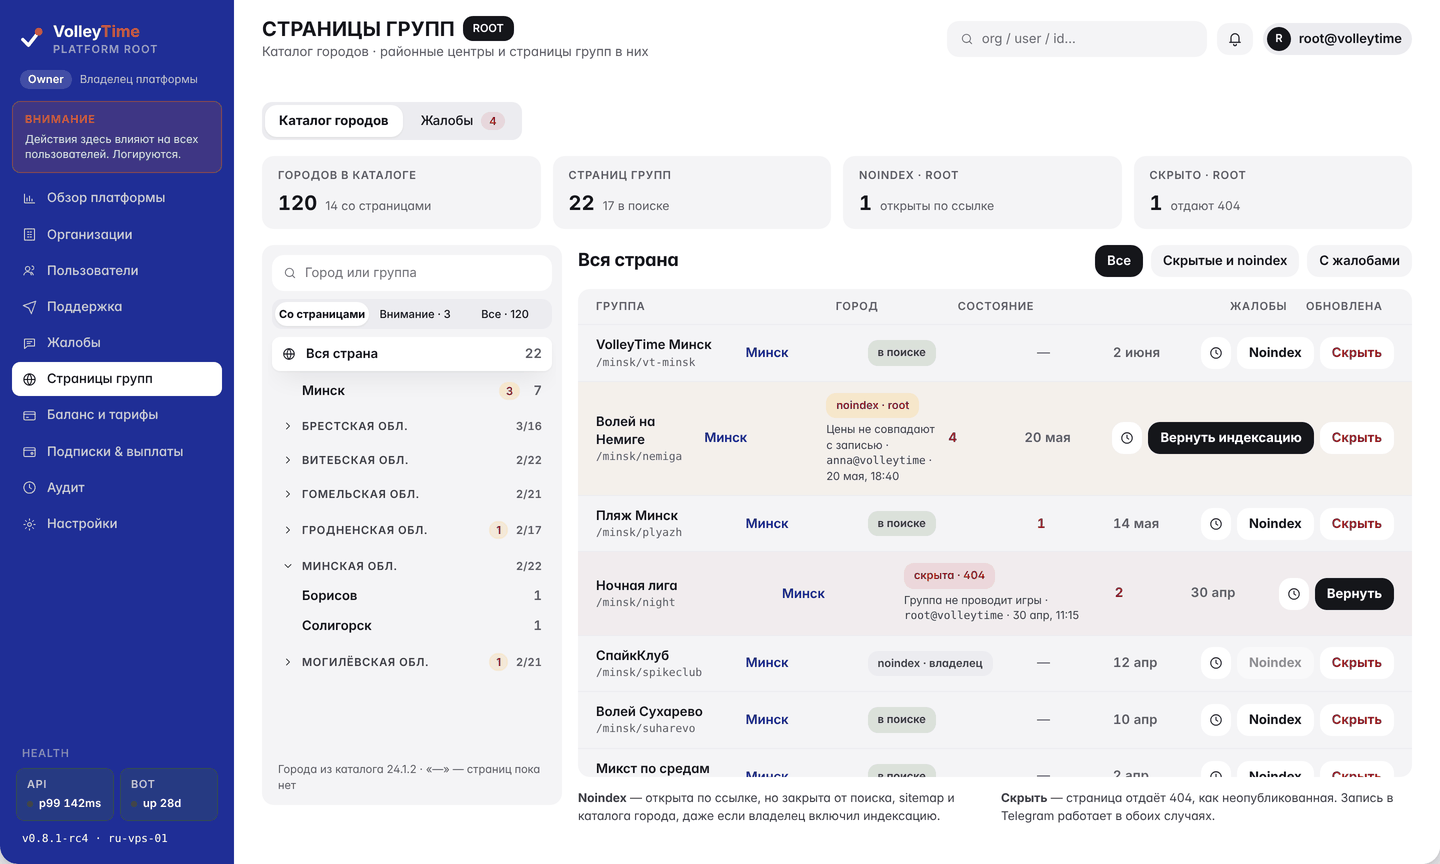 VolleyTime
PLATFORM ROOT
Owner Владелец платформы
ВНИМАНИЕ
Действия здесь влияют на всех
пользователей. Логируются.
Обзор платформы
Организации
Пользователи
Поддержка
Жалобы
Страницы групп
Баланс и тарифы
Подписки & выплаты
Аудит
Настройки
HEALTH
API
p99 142ms
BOT
up 28d
v0.8.1-rc4 · ru-vps-01
СТРАНИЦЫ ГРУПП ROOT
Каталог городов · районные центры и страницы групп в них
org / user / id...
R root@volleytime
Каталог городов Жалобы 4
ГОРОДОВ В КАТАЛОГЕ
120 14 со страницами
СТРАНИЦ ГРУПП
22 17 в поиске
NOINDEX · ROOT
1 открыты по ссылке
СКРЫТО · ROOT
1 отдают 404
Город или группа
Со страницами Внимание · 3 Все · 120
Вся страна 22
Минск 3 7
БРЕСТСКАЯ ОБЛ. 3/16
ВИТЕБСКАЯ ОБЛ. 2/22
ГОМЕЛЬСКАЯ ОБЛ. 2/21
ГРОДНЕНСКАЯ ОБЛ. 1 2/17
МИНСКАЯ ОБЛ. 2/22
Борисов 1
Солигорск 1
МОГИЛЁВСКАЯ ОБЛ. 1 2/21
Города из каталога 24.1.2 · «—» — страниц пока
нет
Вся страна
Все Скрытые и noindex С жалобами
ГРУППА ГОРОД СОСТОЯНИЕ ЖАЛОБЫ ОБНОВЛЕНА
VolleyTime Минск
/minsk/vt-minsk
Минск в поиске — 2 июня Noindex Скрыть
Волей на
Немиге
/minsk/nemiga
Минск
noindex · root
Цены не совпадают
с записью ·
anna@volleytime ·
20 мая, 18:40
4 20 мая Вернуть индексацию Скрыть
Пляж Минск
/minsk/plyazh
Минск в поиске 1 14 мая Noindex Скрыть
Ночная лига
/minsk/night
Минск
скрыта · 404
Группа не проводит игры ·
root@volleytime · 30 апр, 11:15
2 30 апр Вернуть
СпайкКлуб
/minsk/spikeclub
Минск noindex · владелец — 12 апр Noindex Скрыть
Волей Сухарево
/minsk/suharevo
Минск в поиске — 10 апр Noindex Скрыть
Микст по средам
Минск в поиске — 2 апр Noindex Скрыть
Noindex — открыта по ссылке, но закрыта от поиска, sitemap и
каталога города, даже если владелец включил индексацию.
Скрыть — страница отдаёт 404, как неопубликованная. Запись в
Telegram работает в обоих случаях.